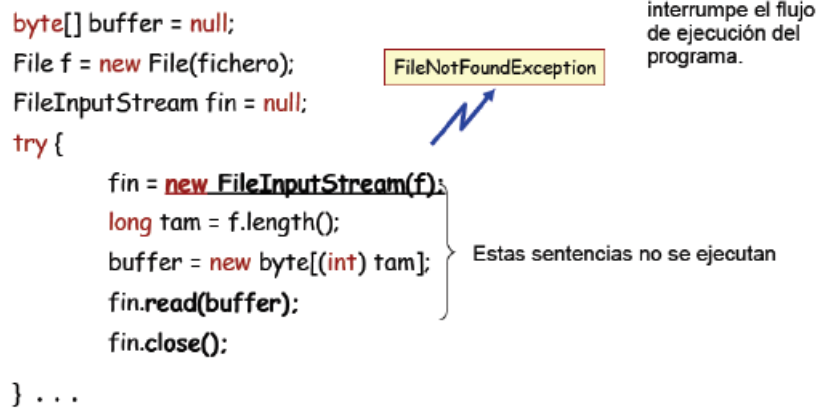 byte[] buffer = null;
File f = new File(fichero);
FileInputStream fin = null;
try {
fin = new FileInputStream(f);
long tam = f.length();
buffer = new byte[(int) tam];
fin.read(buffer);
fin.close();
} . . .
FileNotFoundException
interrumpe el flujo
de ejecución del
programa.
Estas sentencias no se ejecutan